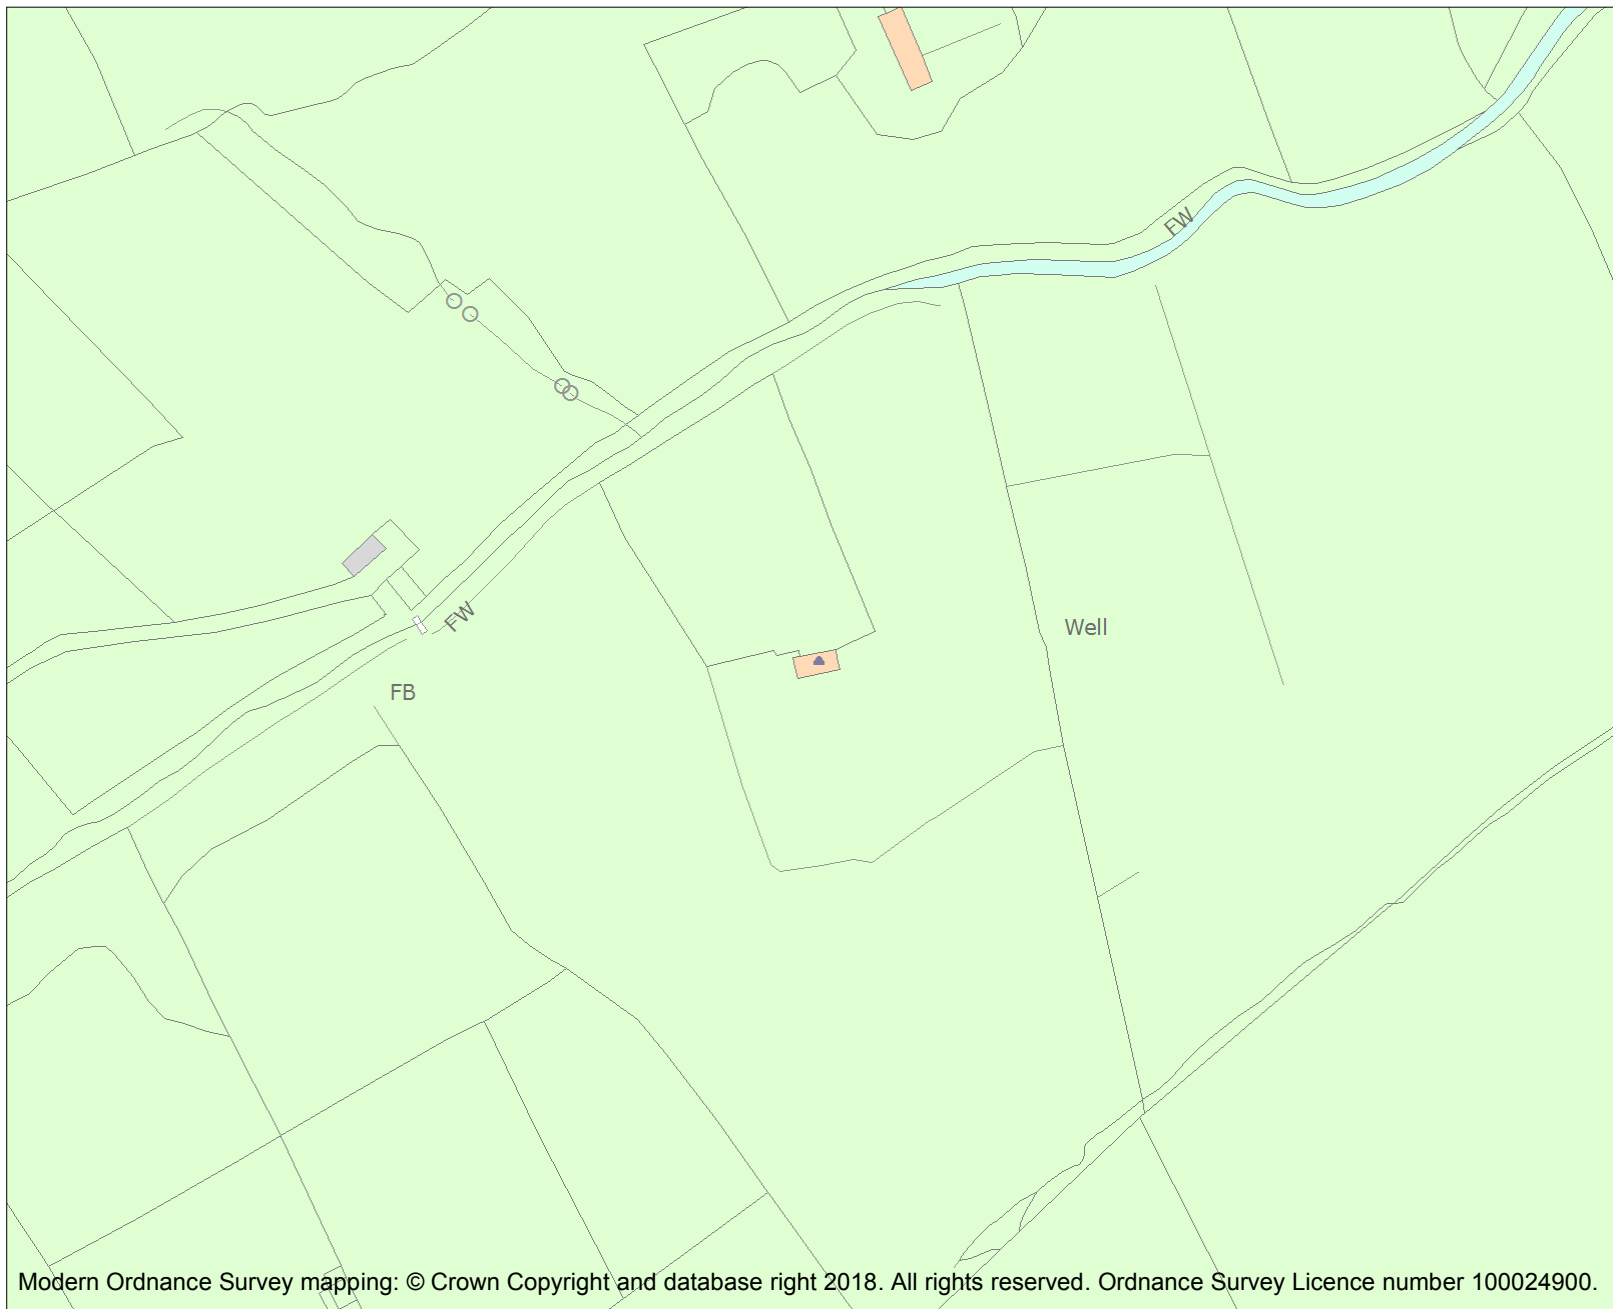 FW
FW
Well
FB
Modern Ordnance Survey mapping: © Crown Copyright and database right 2018. All rights reserved. Ordnance Survey Licence number 100024900.